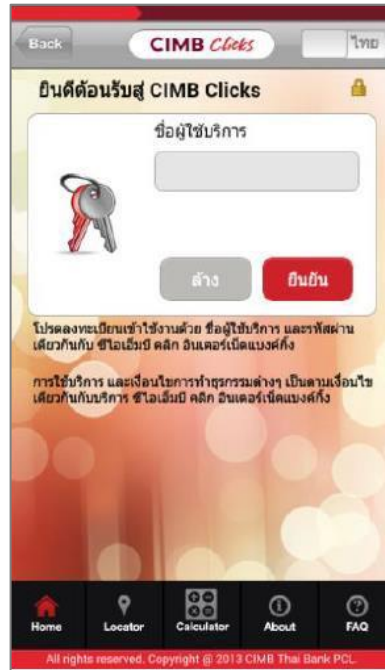 Back
CIMB Clicks
ไทย
ยินดีต้อนรับสู่ CIMB Clicks
ชื่อผู้ใช้บริการ
ล้าง
ยืนยัน
โปรดลงทะเบียนเข้าใช้งานด้วย ชื่อผู้ใช้บริการ และรหัสผ่าน
เดียวกันกับ ซีไอเอ็มบี คลิก อินเตอร์เน็ตแบงค์กิ้ง
การใช้บริการ และเงื่อนไขการทำธุรกรรมต่างๆ เป็นตามเงื่อนไข
เดียวกันกับบริการ ซีไอเอ็มบี คลิก อินเตอร์เน็ตแบงค์กิ้ง
Home
Locator
Calculator
About
FAQ
All rights reserved. Copyright @ 2013 CIMB Thai Bank PCL.